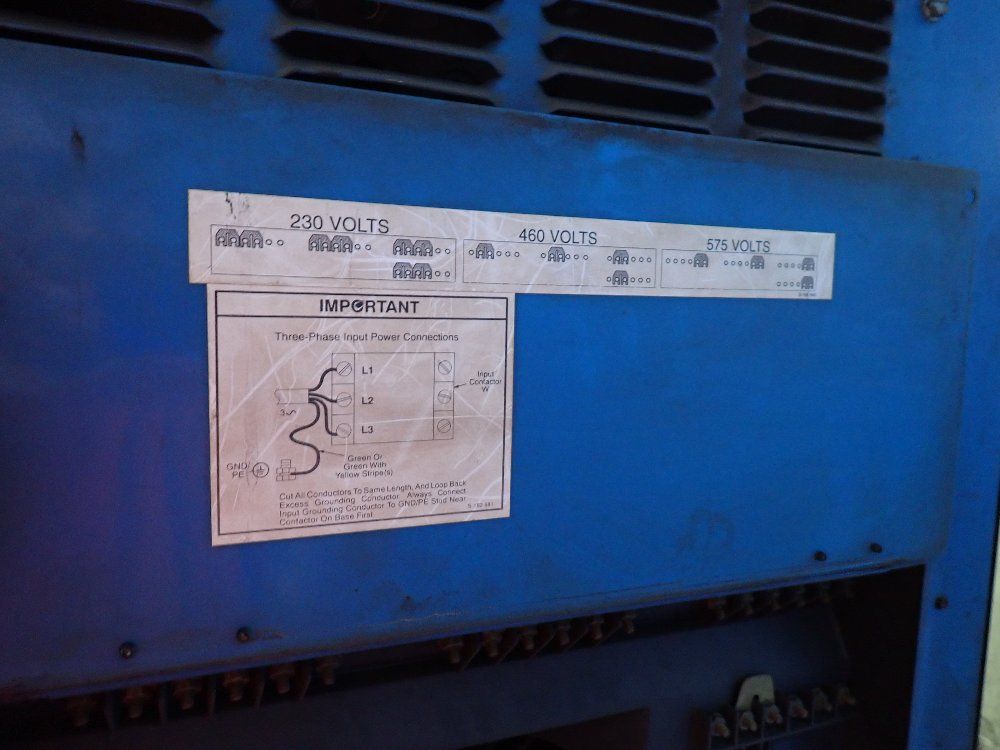 230 VOLTS
460 VOLTS
575 VOLTS
IMPORTANT
Three-Phase Input Power Connections
L1
L2
L3
Input
Contactor
W
3
GND/
PE
Green Or
Green With
Yellow Stripe(s)
Cut All Conductors To Same Length, And Loop Back
Excess Grounding Conductor Always Connect
Input Grounding Conductor To GND/PE Stud Near
Contactor On Base First